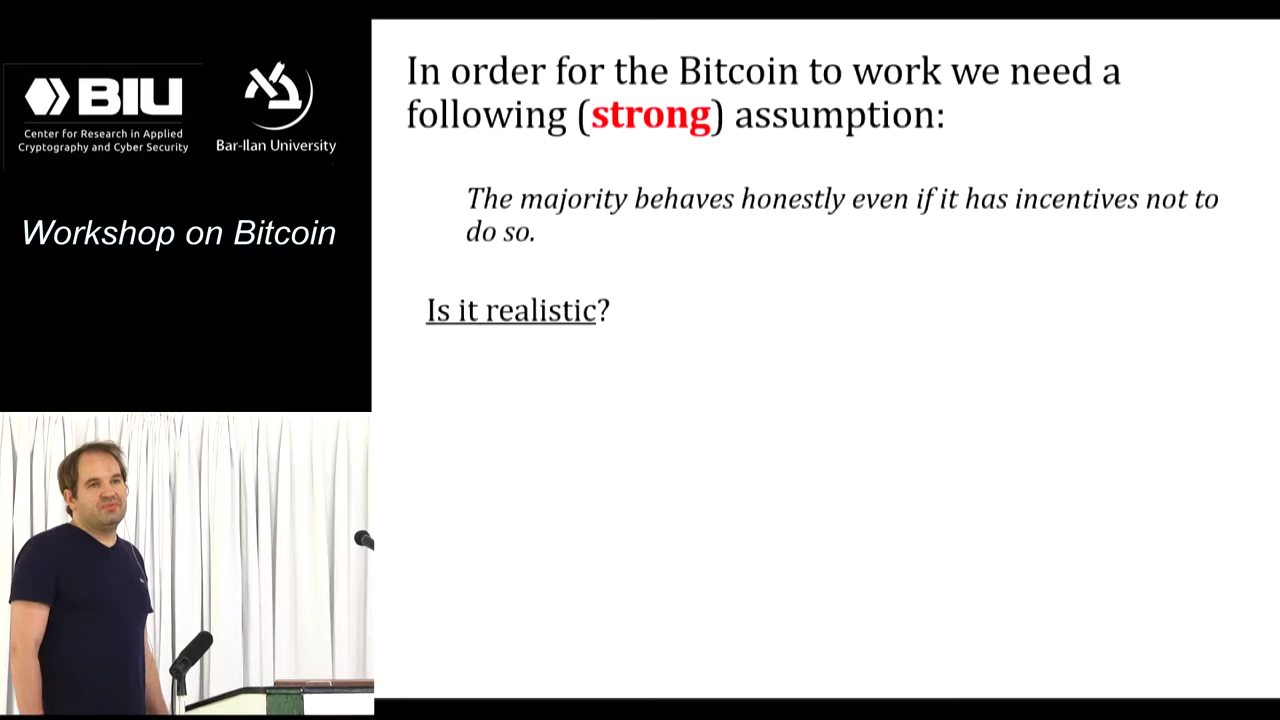 BIU
Center for Research in Applied
Cryptography and Cyber Security
Bar-Ilan University
Workshop on Bitcoin
In order for the Bitcoin to work we need a
following (strong) assumption:
The majority behaves honestly even if it has incentives not to
do so.
Is it realistic?